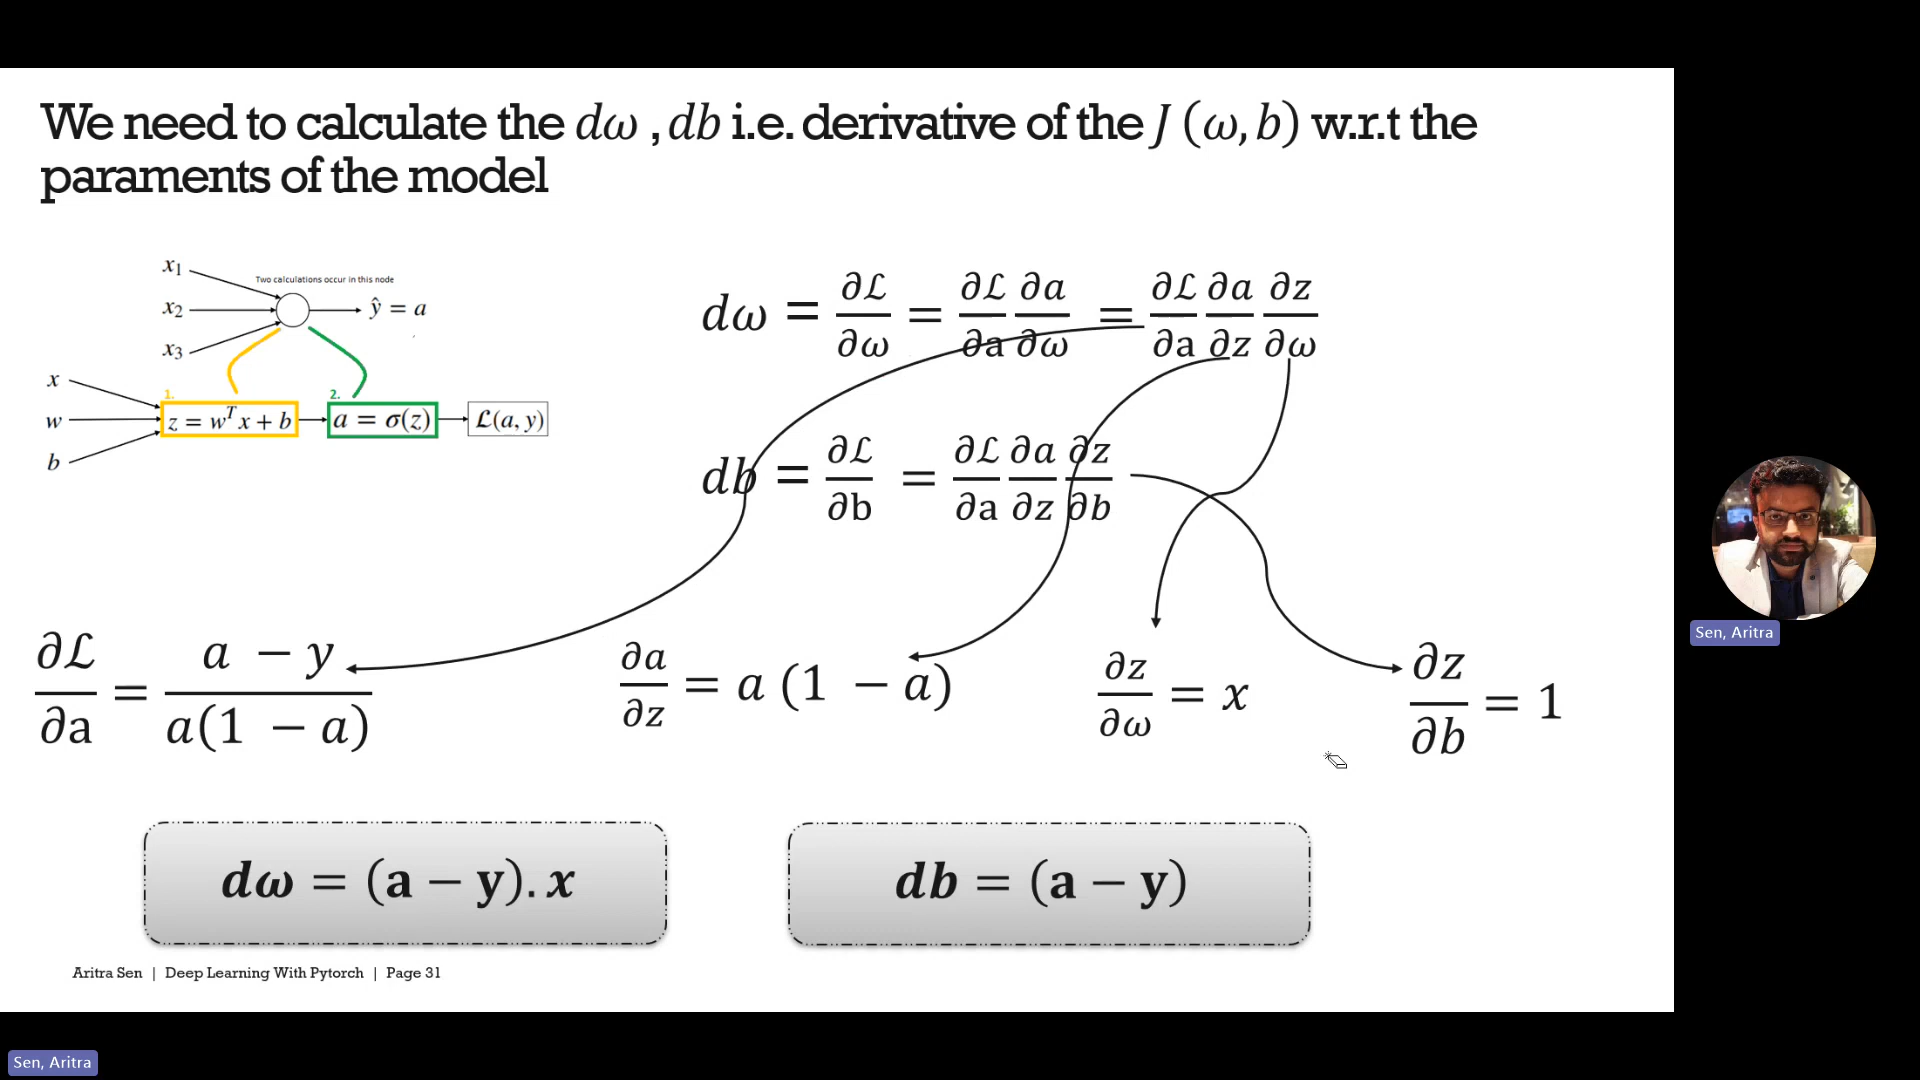 We need to calculate the dω , db i.e. derivative of the J (ω, b) w.r.t the
paraments of the model
x₁
Two calculations occur in this node
x₂
ŷ = a
x₃
x
w
b
1.
z = wᵀx + b
2.
a = σ(z)
ℒ(a, y)
dω = ∂ℒ/∂ω = ∂ℒ/∂a ∂a/∂ω = ∂ℒ/∂a ∂a/∂z ∂z/∂ω
db = ∂ℒ/∂b = ∂ℒ/∂a ∂a/∂z ∂z/∂b
∂ℒ/∂a = a − y/a(1 − a)
∂a/∂z = a (1 − a)
∂z/∂ω = x
∂z/∂b = 1
dω = (a − y). x
db = (a − y)
Aritra Sen | Deep Learning With Pytorch | Page 31
Sen, Aritra
Sen, Aritra